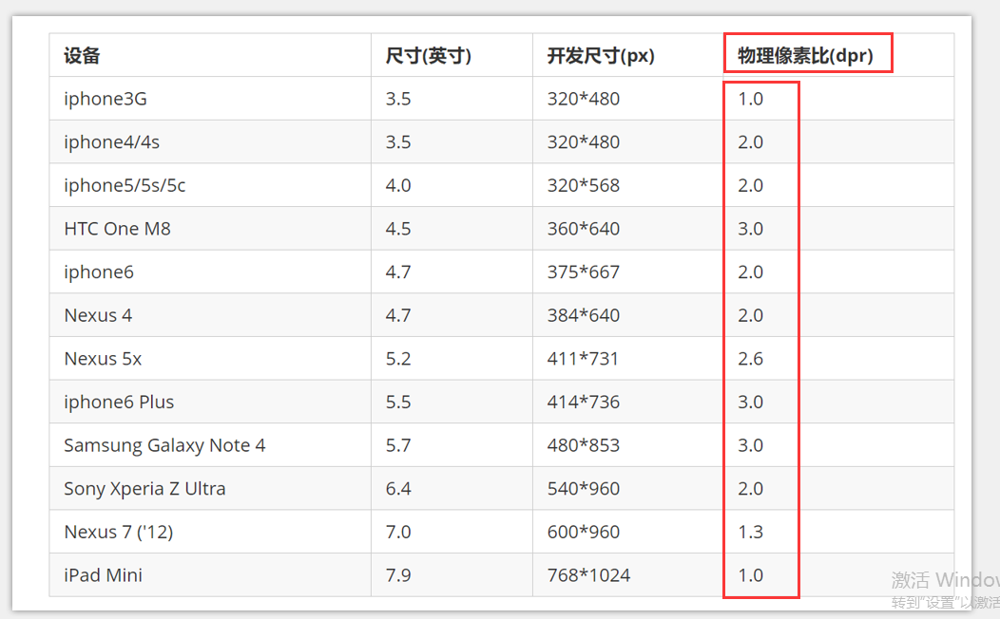 设备 尺寸(英寸) 开发尺寸(px) 物理像素比(dpr)
iphone3G 3.5 320*480 1.0
iphone4/4s 3.5 320*480 2.0
iphone5/5s/5c 4.0 320*568 2.0
HTC One M8 4.5 360*640 3.0
iphone6 4.7 375*667 2.0
Nexus 4 4.7 384*640 2.0
Nexus 5x 5.2 411*731 2.6
iphone6 Plus 5.5 414*736 3.0
Samsung Galaxy Note 4 5.7 480*853 3.0
Sony Xperia Z Ultra 6.4 540*960 2.0
Nexus 7 ('12) 7.0 600*960 1.3
iPad Mini 7.9 768*1024 1.0
激活 Windov
转到"设置"以激活